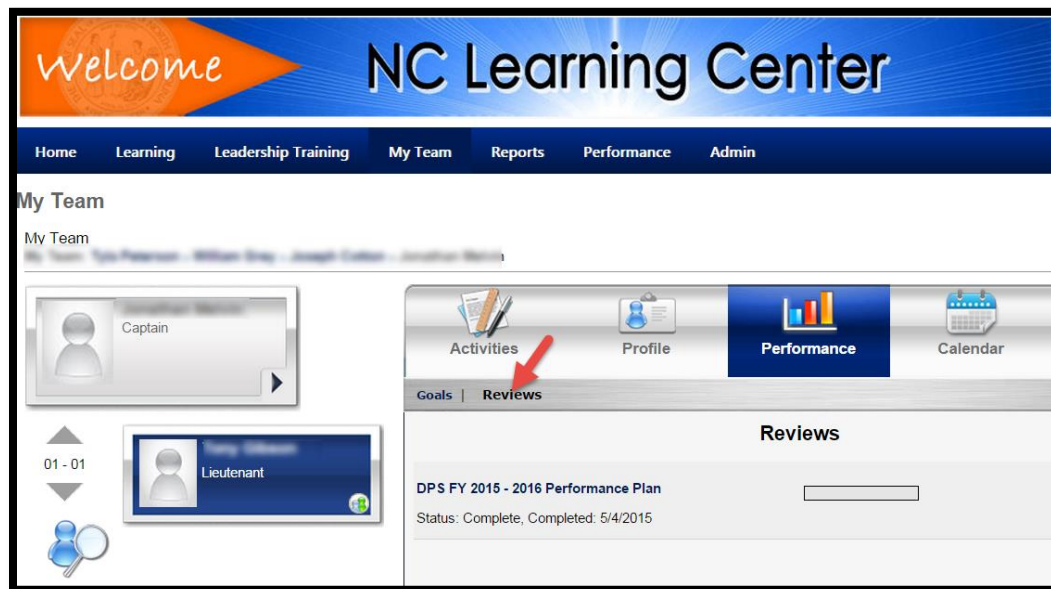 Welcome
NC Learning Center
Home Learning Leadership Training My Team Reports Performance Admin
My Team
My Team
Captain
Activities Profile Performance Calendar
Goals | Reviews
Reviews
01 - 01
Lieutenant
DPS FY 2015 - 2016 Performance Plan
Status: Complete, Completed: 5/4/2015